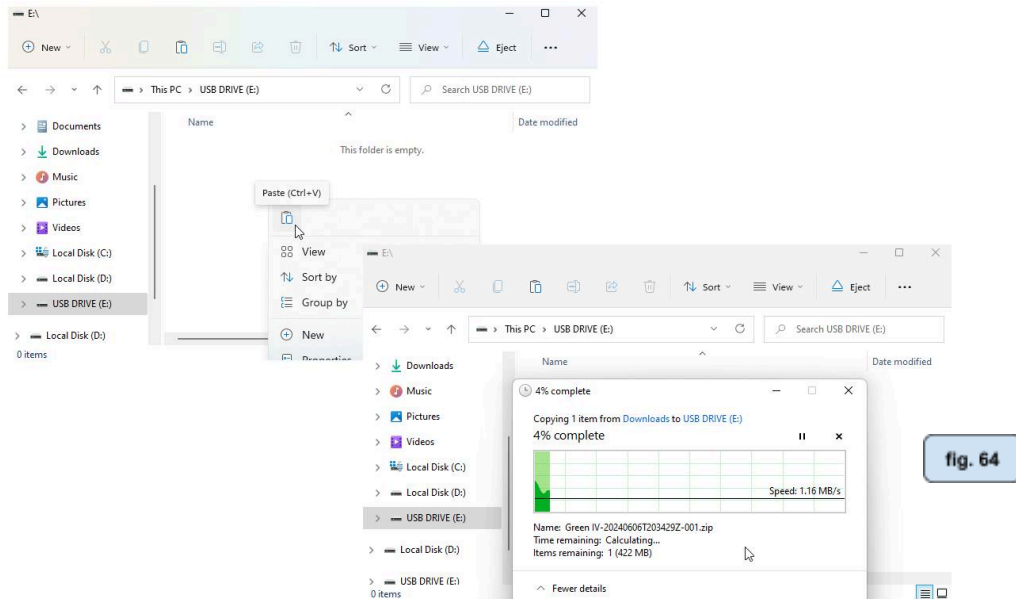 E:\
New Sort View Eject ...
This PC > USB DRIVE (E:) Search USB DRIVE (E:)
Name Date modified
This folder is empty.
Documents
Downloads
Music
Pictures
Videos
Local Disk (C:)
Local Disk (D:)
USB DRIVE (E:)
Local Disk (D:)
0 items
Paste (Ctrl+V)
View
Sort by
Group by
New
Properties
E:\
New Sort View Eject ...
This PC > USB DRIVE (E:) Search USB DRIVE (E:)
Name Date modified
Downloads
Music
Pictures
Videos
Local Disk (C:)
Local Disk (D:)
USB DRIVE (E:)
Local Disk (D:)
USB DRIVE (E:)
0 items
4% complete
Copying 1 item from Downloads to USB DRIVE (E:)
4% complete
Speed: 1.16 MB/s
Name: Green IV-20240606T203429Z-001.zip
Time remaining: Calculating...
Items remaining: 1 (422 MB)
Fewer details
fig. 64